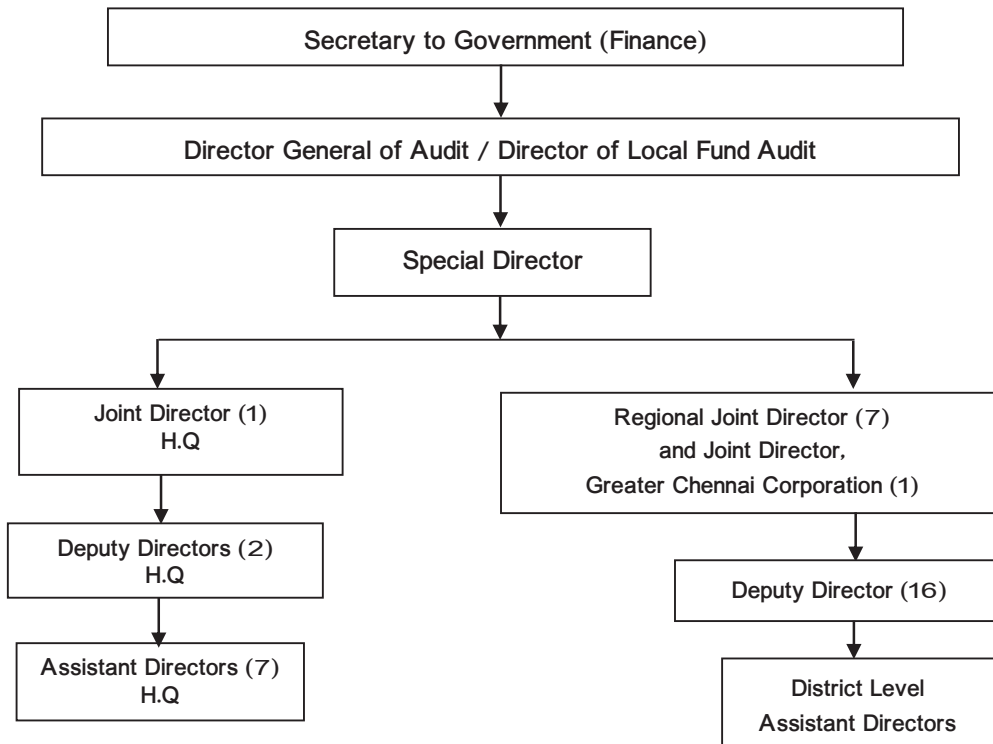 Secretary to Government (Finance)
Director General of Audit / Director of Local Fund Audit
Special Director
Joint Director (1)
H.Q
Regional Joint Director (7)
and Joint Director,
Greater Chennai Corporation (1)
Deputy Directors (2)
H.Q
Deputy Director (16)
Assistant Directors (7)
H.Q
District Level
Assistant Directors